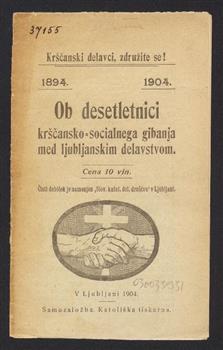 37155
Krščanski delavci, združite se!
1894. 1904.
Ob desetletnici
krščansko-socialnega gibanja
med ljubljanskim delavstvom.
Cena 10 vin.
Čisti dobiček je namenjen „Slov. katol. del. društvu“ v Ljubljani.
030033931
V Ljubljani 1904.
Samozaložba. Katoliška tiskarna.